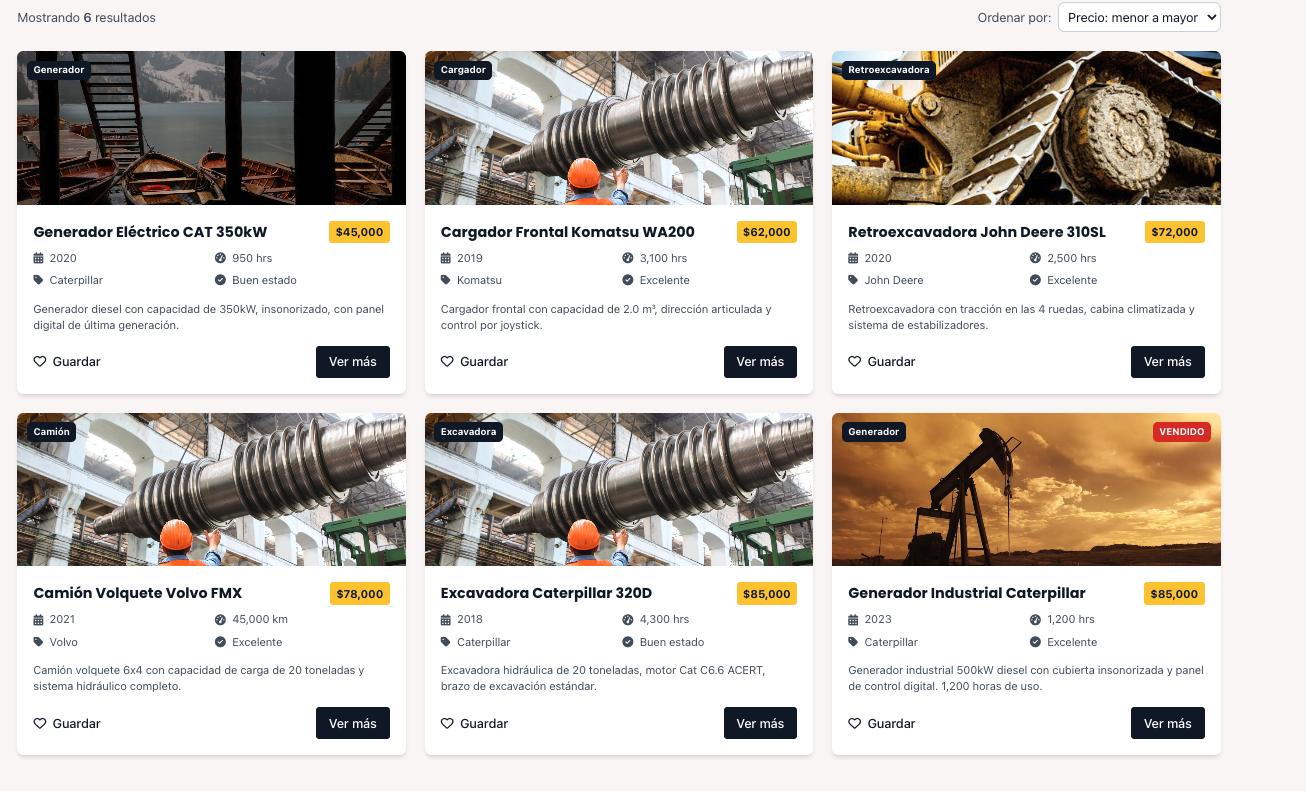 Mostrando 6 resultados
Ordenar por: Precio: menor a mayor
Generador
Generador Eléctrico CAT 350kW
$45,000
2020
950 hrs
Caterpillar
Buen estado
Generador diesel con capacidad de 350kW, insonorizado, con panel
digital de última generación.
Guardar
Ver más
Cargador
Cargador Frontal Komatsu WA200
$62,000
2019
3,100 hrs
Komatsu
Excelente
Cargador frontal con capacidad de 2.0 m³, dirección articulada y
control por joystick.
Guardar
Ver más
Retroexcavadora
Retroexcavadora John Deere 310SL
$72,000
2020
2,500 hrs
John Deere
Excelente
Retroexcavadora con tracción en las 4 ruedas, cabina climatizada y
sistema de estabilizadores.
Guardar
Ver más
Camión
Camión Volquete Volvo FMX
$78,000
2021
45,000 km
Volvo
Excelente
Camión volquete 6x4 con capacidad de carga de 20 toneladas y
sistema hidráulico completo.
Guardar
Ver más
Excavadora
Excavadora Caterpillar 320D
$85,000
2018
4,300 hrs
Caterpillar
Buen estado
Excavadora hidráulica de 20 toneladas, motor Cat C6.6 ACERT,
brazo de excavación estándar.
Guardar
Ver más
Generador
VENDIDO
Generador Industrial Caterpillar
$85,000
2023
1,200 hrs
Caterpillar
Excelente
Generador industrial 500kW diesel con cubierta insonorizada y panel
de control digital. 1,200 horas de uso.
Guardar
Ver más